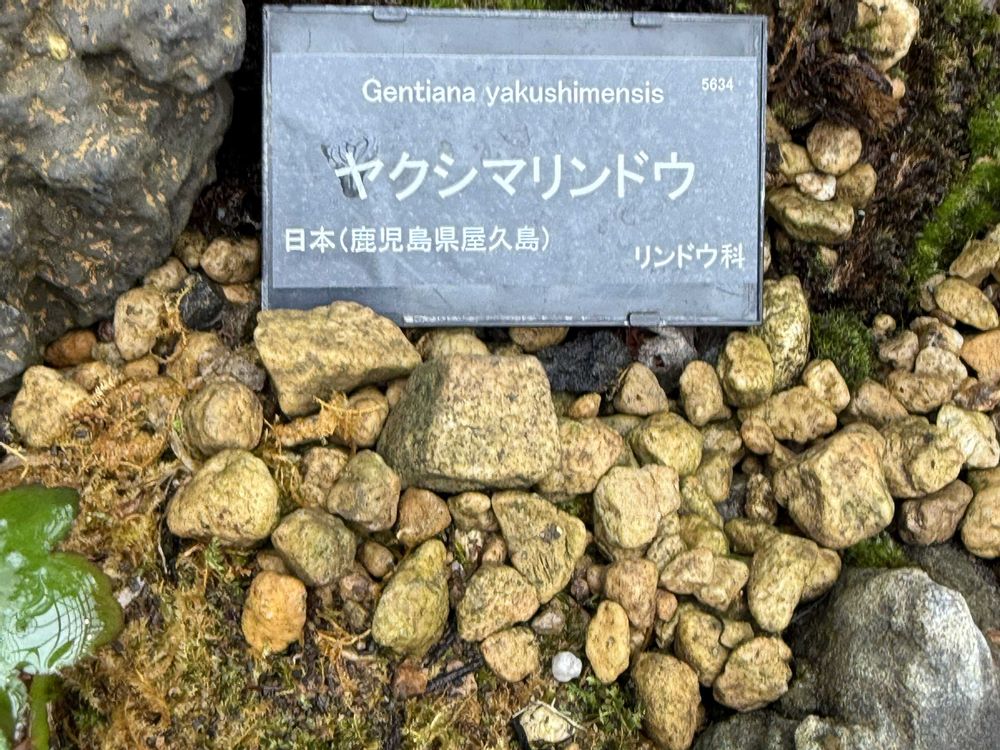 Gentiana yakushimensis 5634
ヤクシマリンドウ
日本(鹿児島県屋久島)
リンドウ科